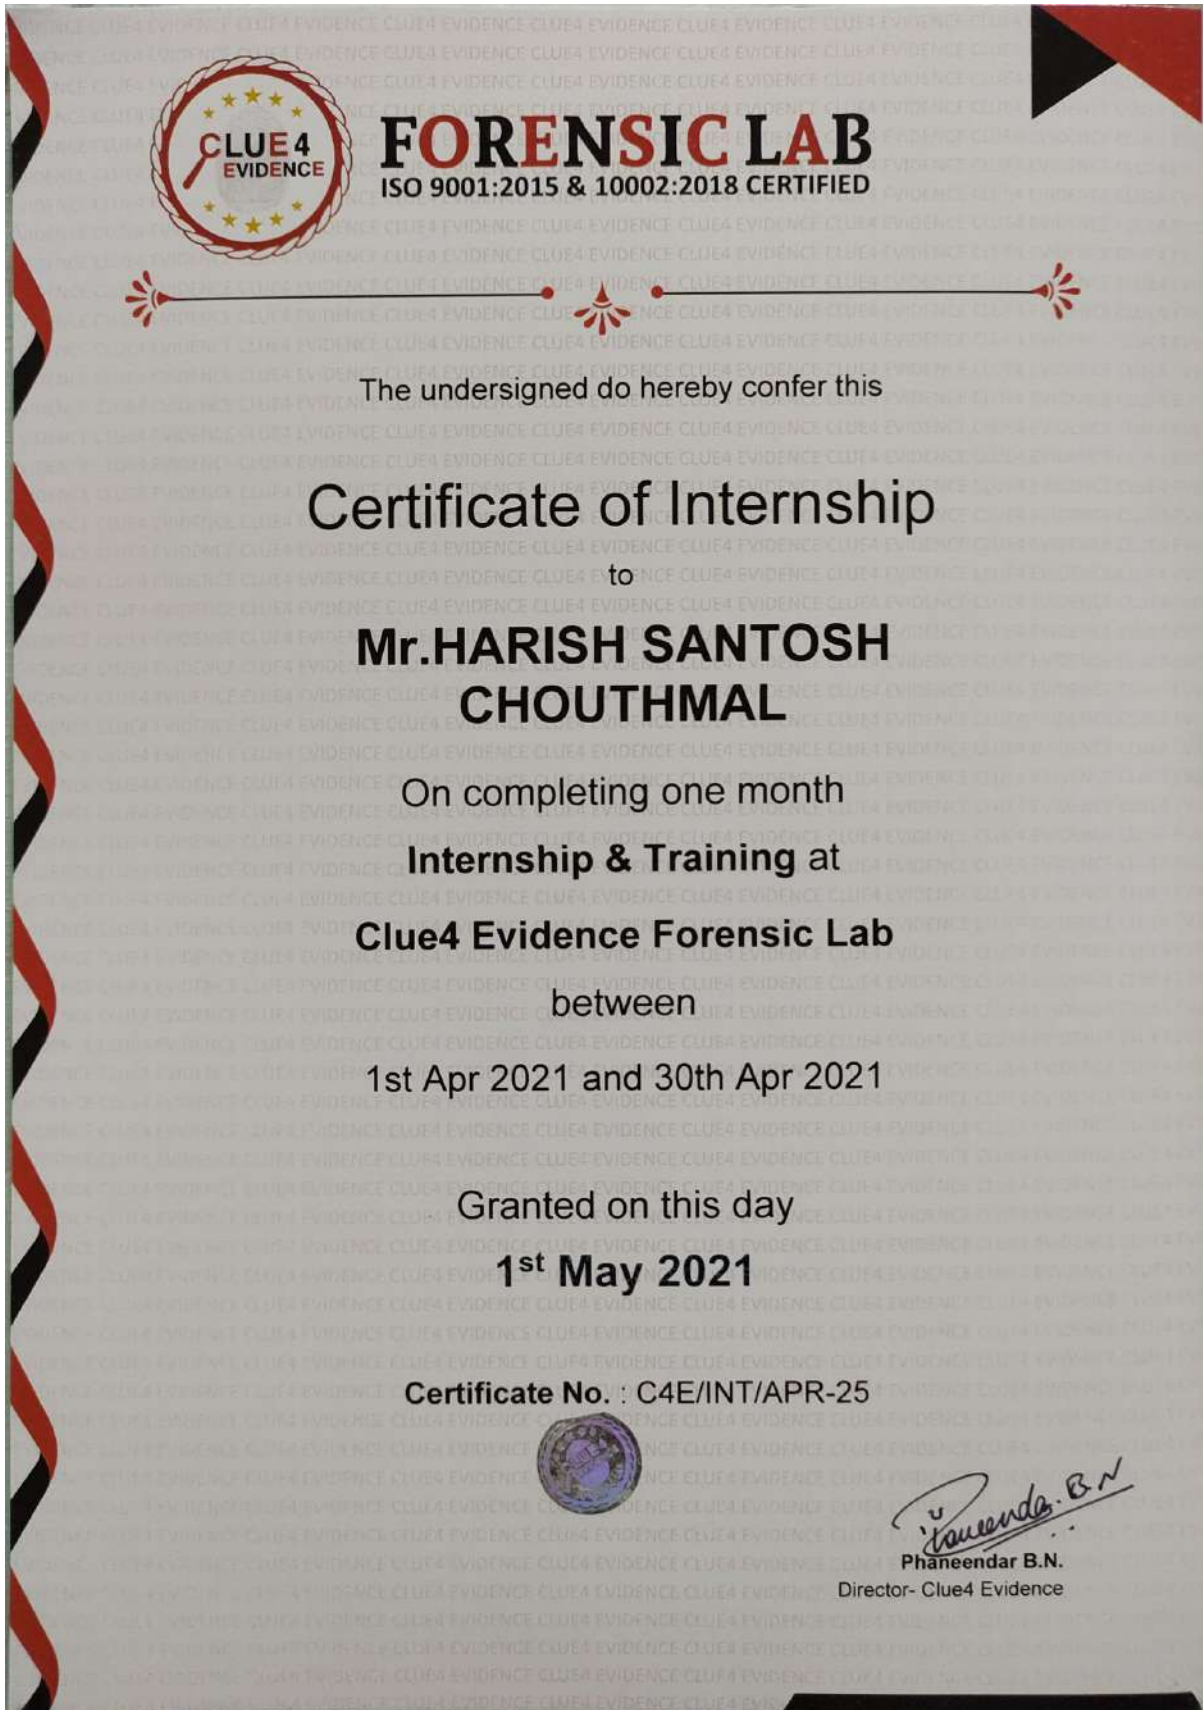 CLUE 4
EVIDENCE
FORENSIC LAB
ISO 9001:2015 & 10002:2018 CERTIFIED
The undersigned do hereby confer this
Certificate of Internship
to
Mr.HARISH SANTOSH
CHOUTHMAL
On completing one month
Internship & Training at
Clue4 Evidence Forensic Lab
between
1st Apr 2021 and 30th Apr 2021
Granted on this day
1st May 2021
Certificate No. : C4E/INT/APR-25
Phaneendar B.N.
Director- Clue4 Evidence